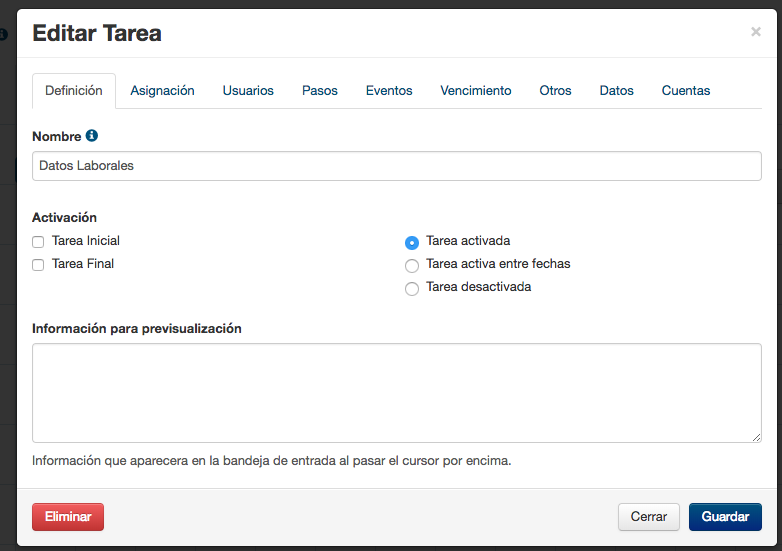 Editar Tarea
×
Definición Asignación Usuarios Pasos Eventos Vencimiento Otros Datos Cuentas
Nombre
Datos Laborales
Activación
Tarea Inicial Tarea activada
Tarea Final Tarea activa entre fechas
Tarea desactivada
Información para previsualización
Información que aparecera en la bandeja de entrada al pasar el cursor por encima.
Eliminar Cerrar Guardar